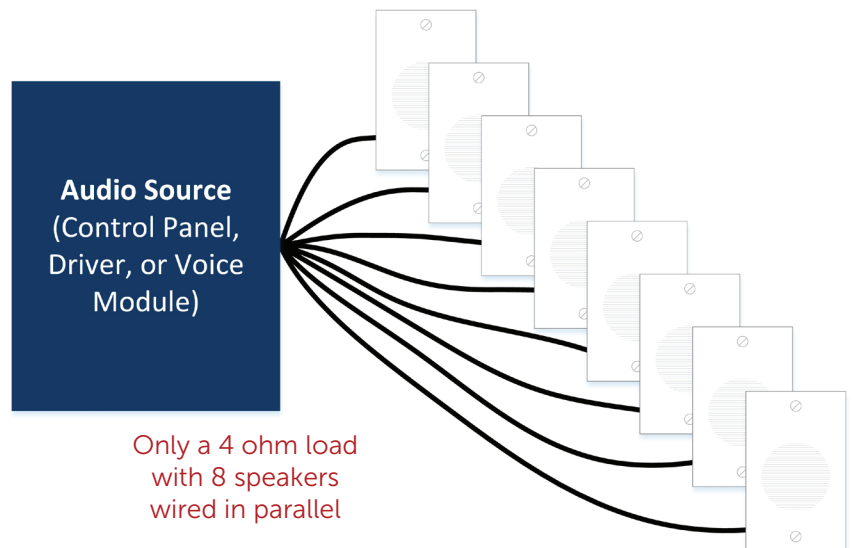 Audio Source
(Control Panel,
Driver, or Voice
Module)
Only a 4 ohm load
with 8 speakers
wired in parallel